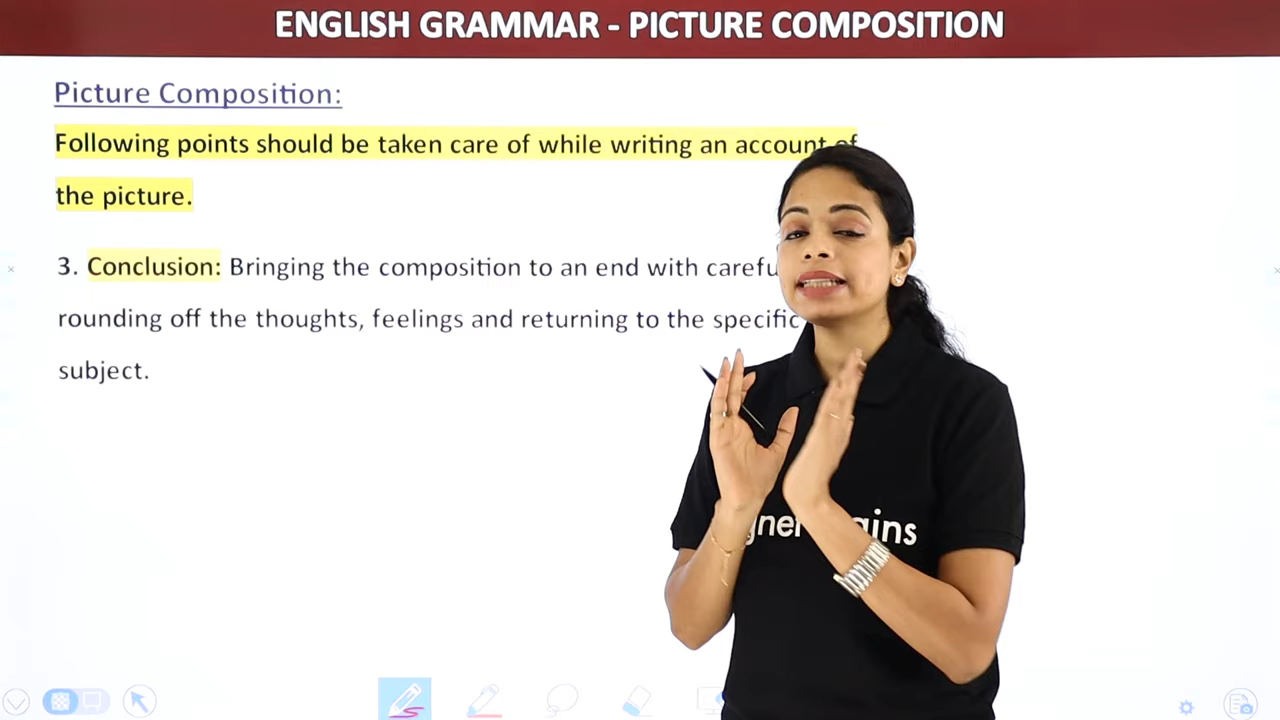 ENGLISH GRAMMAR - PICTURE COMPOSITION
Picture Composition:
Following points should be taken care of while writing an account of
the picture.
3. Conclusion: Bringing the composition to an end with
rounding off the thoughts, feelings and returning to the specific
subject.